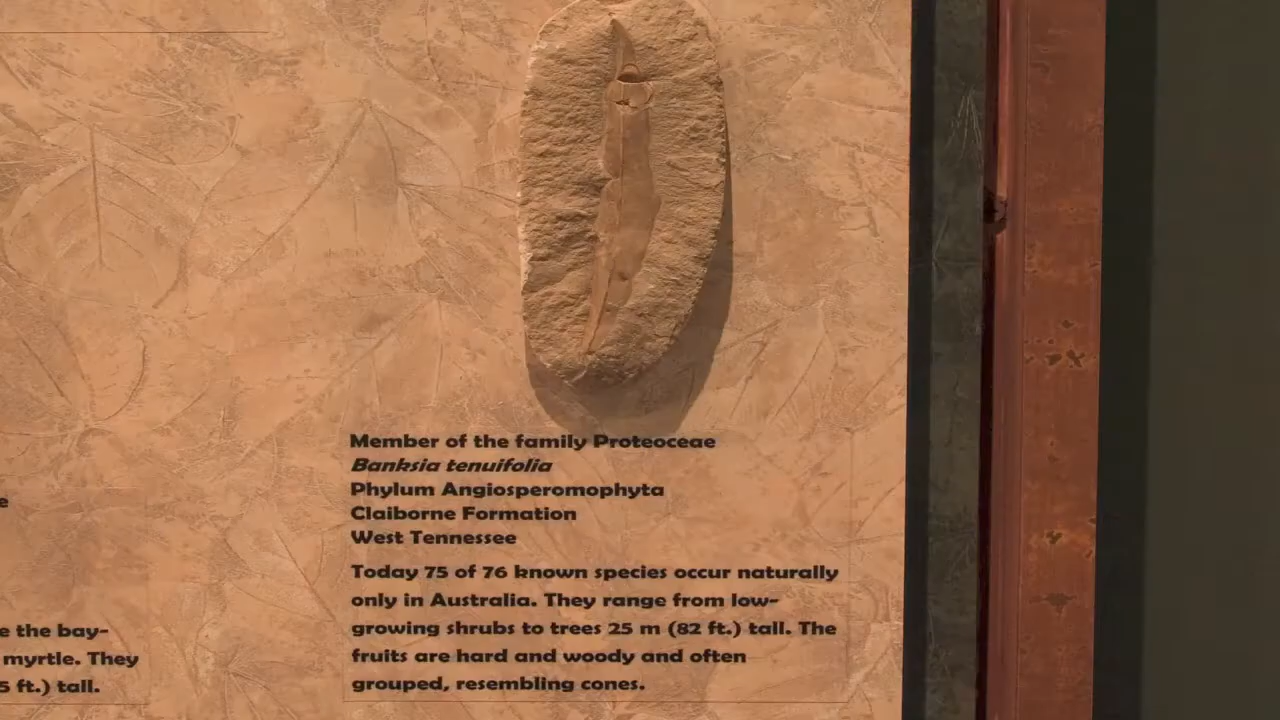 Member of the family Proteoceae
Banksia tenuifolia
Phylum Angiosperomophyta
e
Claiborne Formation
West Tennessee
Today 75 of 76 known species occur naturally
only in Australia. They range from low-
growing shrubs to trees 25 m (82 ft.) tall. The
fruits are hard and woody and often
grouped, resembling cones.
e the bay-
myrtle. They
5 ft.) tall.